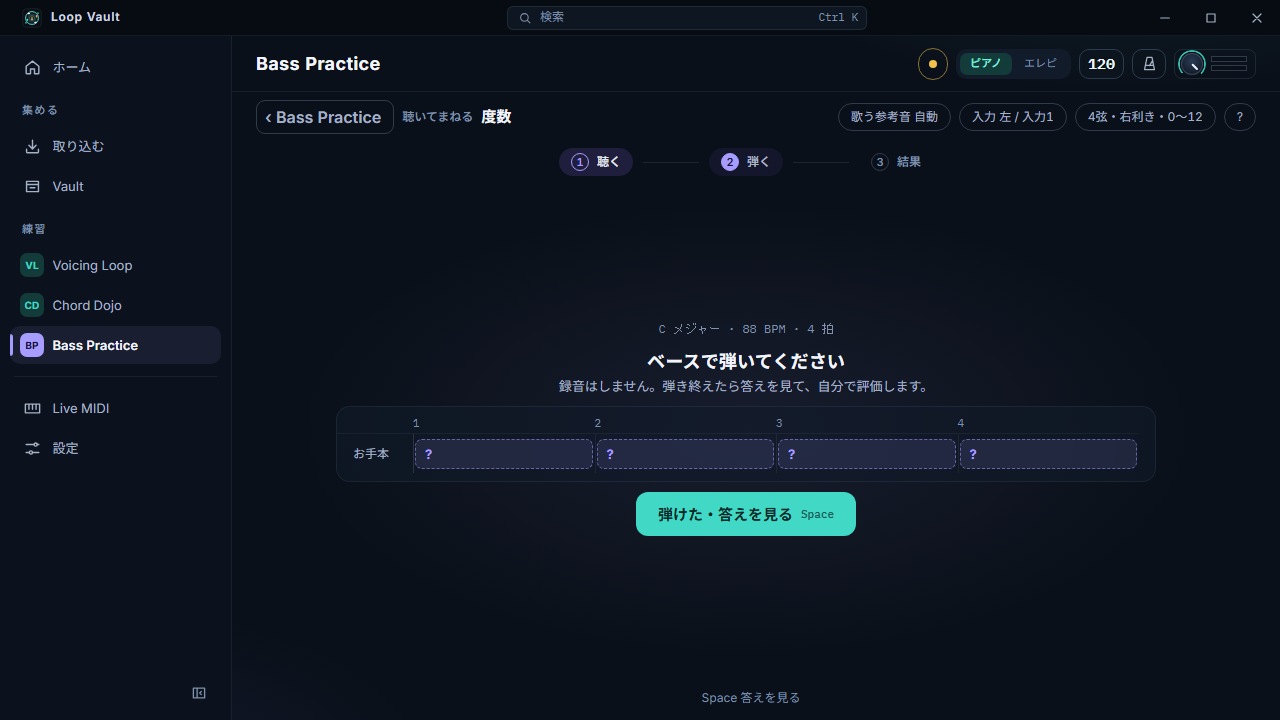 Loop Vault
検索
Ctrl K
ホーム
集める
取り込む
Vault
練習
VL Voicing Loop
CD Chord Dojo
BP Bass Practice
Live MIDI
設定
Bass Practice
ピアノ
エレピ
120
‹ Bass Practice
聴いてまねる
度数
歌う参考音 自動
入力 左 / 入力1
4弦・右利き・0〜12
?
1 聴く
2 弾く
3 結果
C メジャー · 88 BPM · 4 拍
ベースで弾いてください
録音はしません。弾き終えたら答えを見て、自分で評価します。
1 2 3 4
お手本 ? ? ? ?
弾けた・答えを見る Space
Space 答えを見る